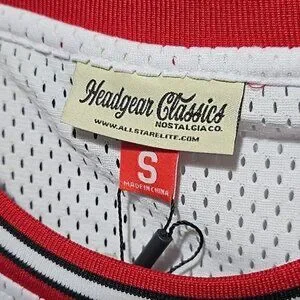 Headgear Classics
NOSTALGIA CO.
WWW.ALLSTARELITE.COM
S
MADE IN CHINA